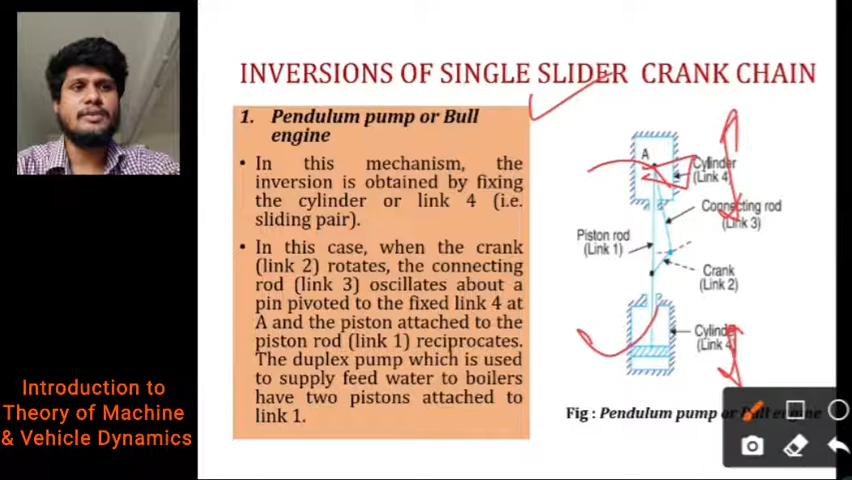 INVERSIONS OF SINGLE SLIDER CRANK CHAIN
1. Pendulum pump or Bull
engine
• In this mechanism, the
inversion is obtained by fixing
the cylinder or link 4 (i.e.
sliding pair).
• In this case, when the crank
(link 2) rotates, the connecting
rod (link 3) oscillates about a
pin pivoted to the fixed link 4 at
A and the piston attached to the
piston rod (link 1) reciprocates.
The duplex pump which is used
to supply feed water to boilers
have two pistons attached to
link 1.
A
Cylinder
(Link 4)
Connecting rod
(Link 3)
Piston rod
(Link 1)
Crank
(Link 2)
Cylinder
(Link 4)
Fig : Pendulum pump or Bull engine
Introduction to
Theory of Machine
& Vehicle Dynamics